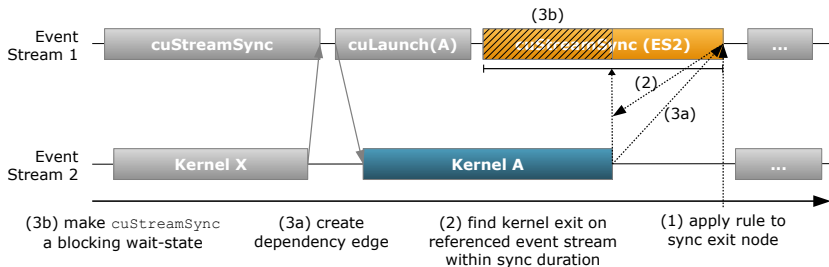 (3b)
Event
Stream 1
cuStreamSync
cuLaunch(A)
cuStreamSync (ES2)
...
(2)
(3a)
Event
Stream 2
Kernel X
Kernel A
...
(3b) make cuStreamSync
a blocking wait-state
(3a) create
dependency edge
(2) find kernel exit on
referenced event stream
within sync duration
(1) apply rule to
sync exit node